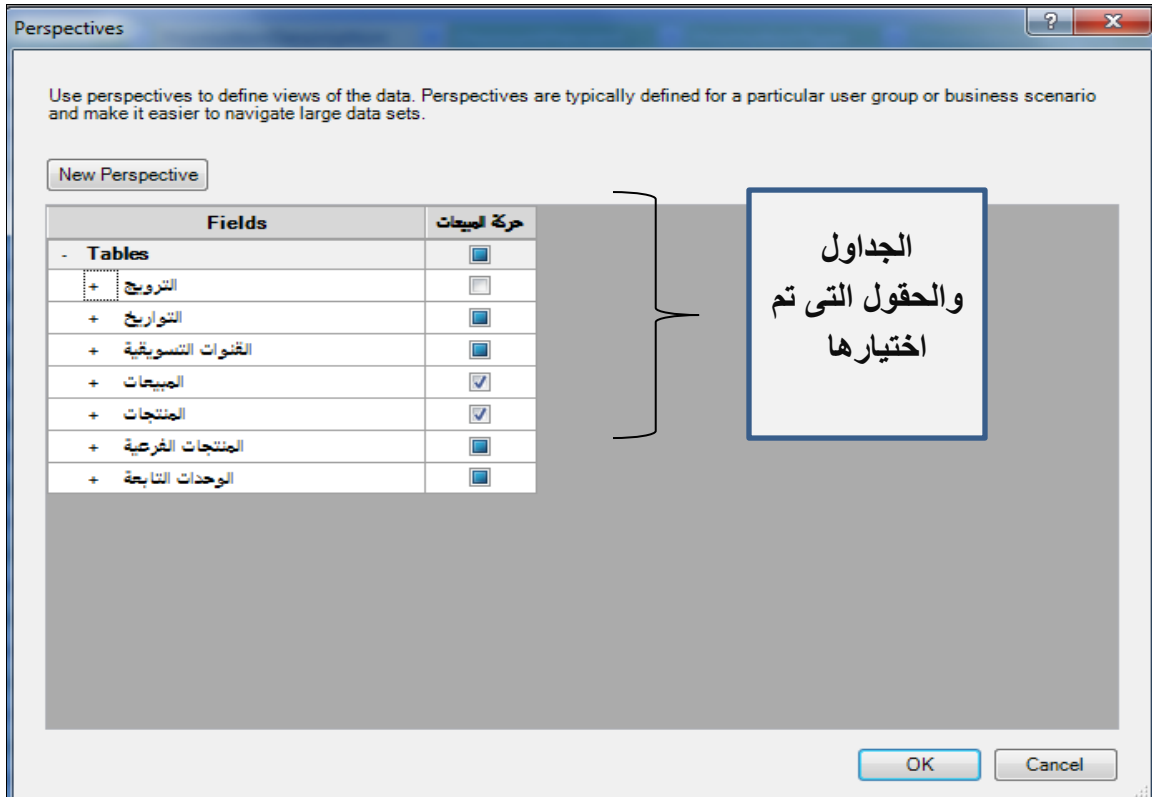 Perspectives
Use perspectives to define views of the data. Perspectives are typically defined for a particular user group or business scenario
and make it easier to navigate large data sets.
New Perspective
Fields
حركة المبيعات
- Tables
+ الترويج
+ التواريخ
+ القنوات التسويقية
+ المبيعات
+ المنتجات
+ المنتجات الفرعية
+ الوحدات التابعة
الجداول
والحقول التى تم
اختيارها
OK
Cancel